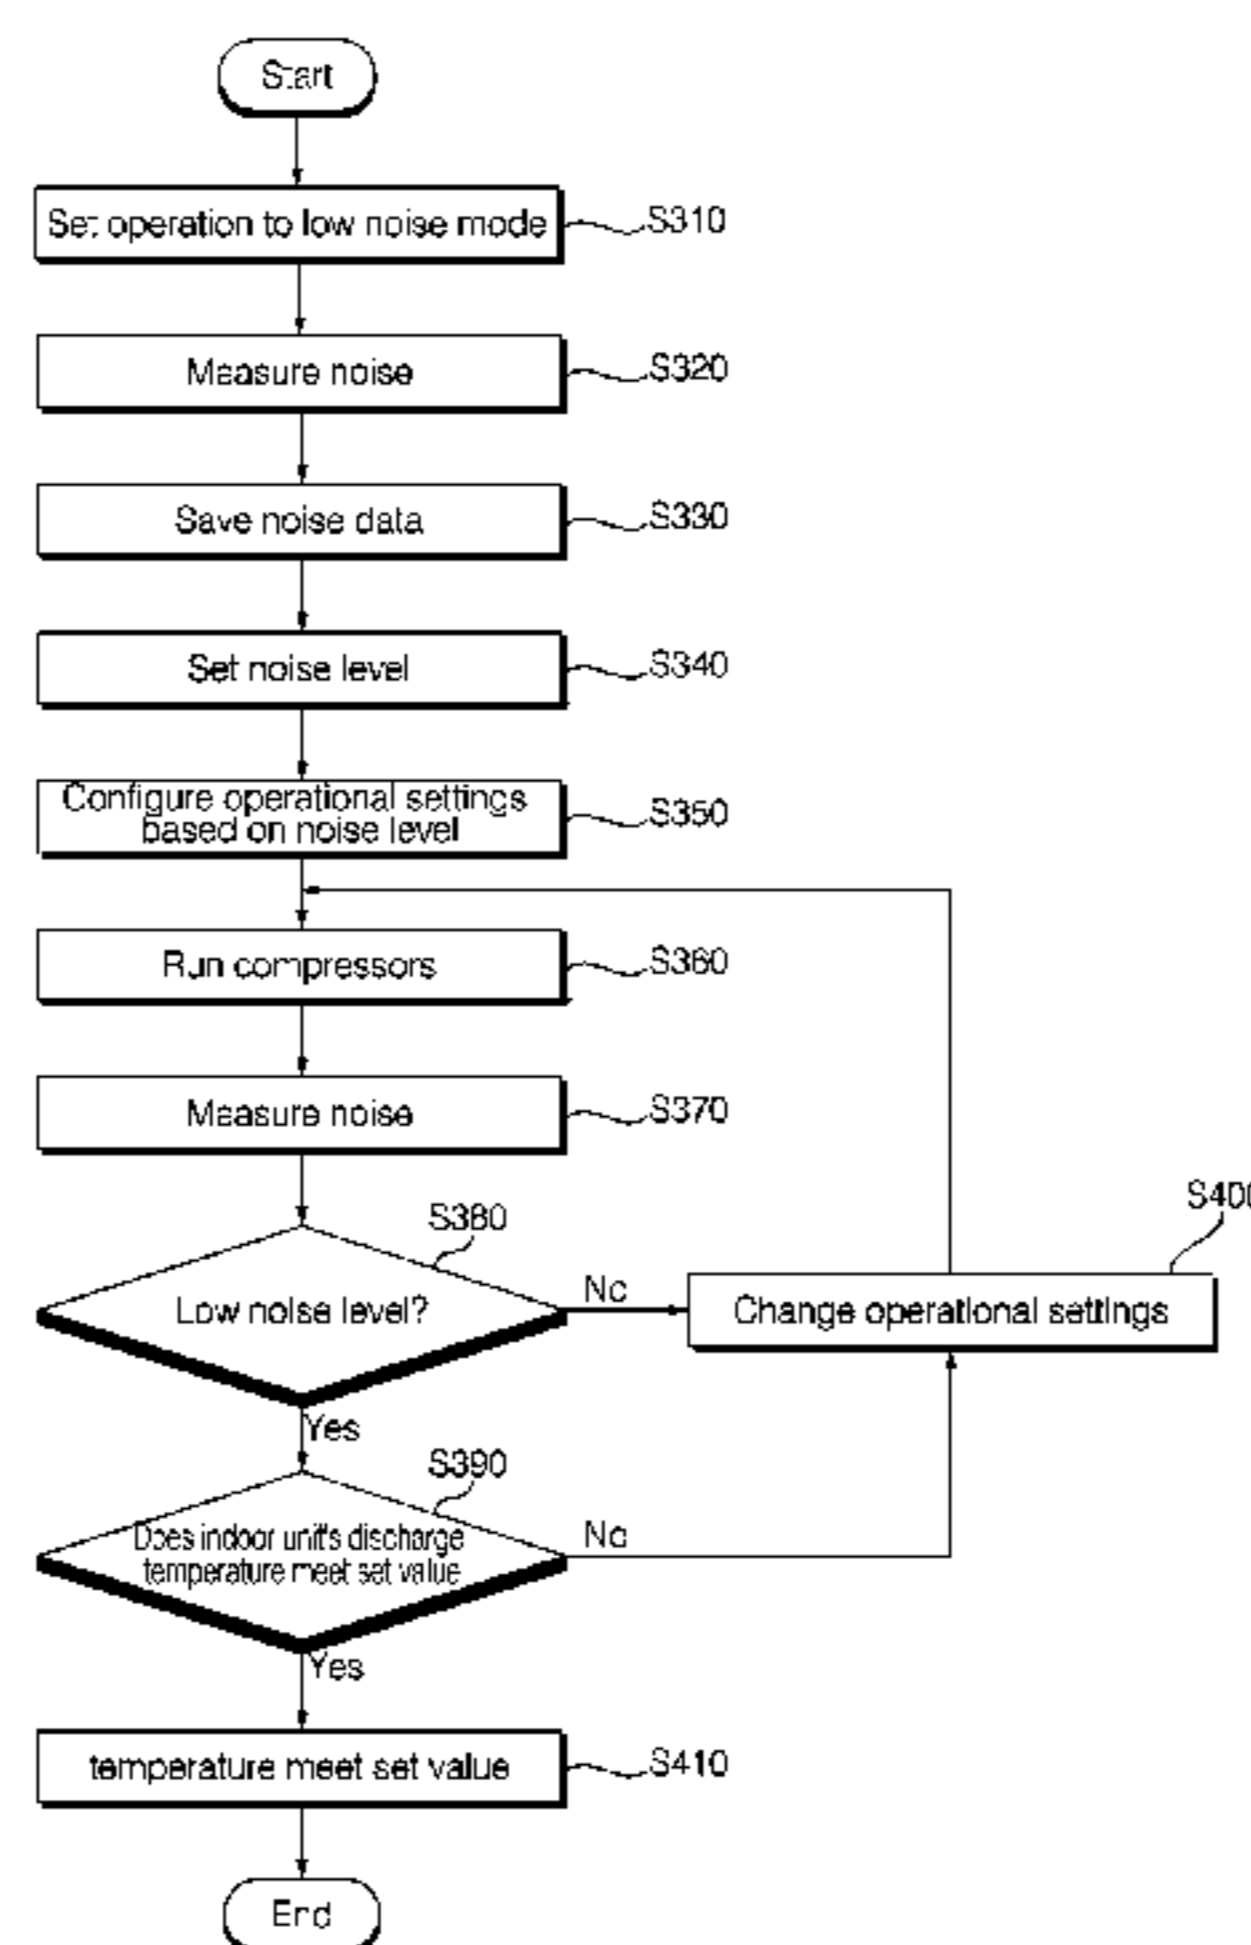 Start
Set operation to low noise mode
S310
Measure noise
S320
Save noise data
S330
Set noise level
S340
Configure operational settings
based on noise level
S350
Run compressors
S360
Measure noise
S370
S380
Low noise level?
No
S400
Change operational settings
Yes
S390
Does indoor unit's discharge
temperature meet set value
No
Yes
temperature meet set value
S410
End